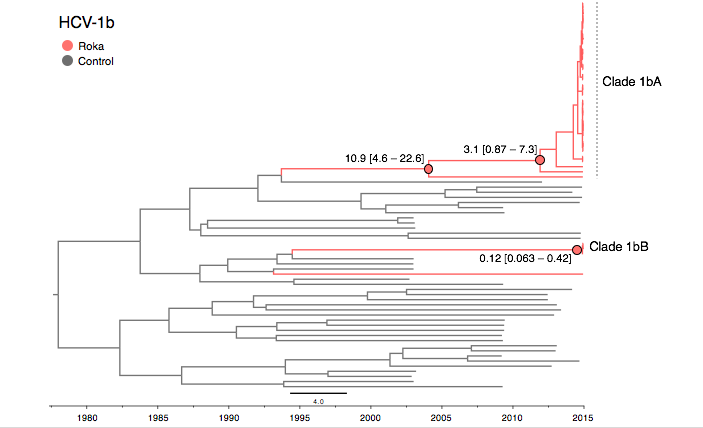 HCV-1b
Roka
Control
Clade 1bA
3.1 [0.87 – 7.3]
10.9 [4.6 – 22.6]
Clade 1bB
0.12 [0.063 – 0.42]
4.0
1980 1985 1990 1995 2000 2005 2010 2015